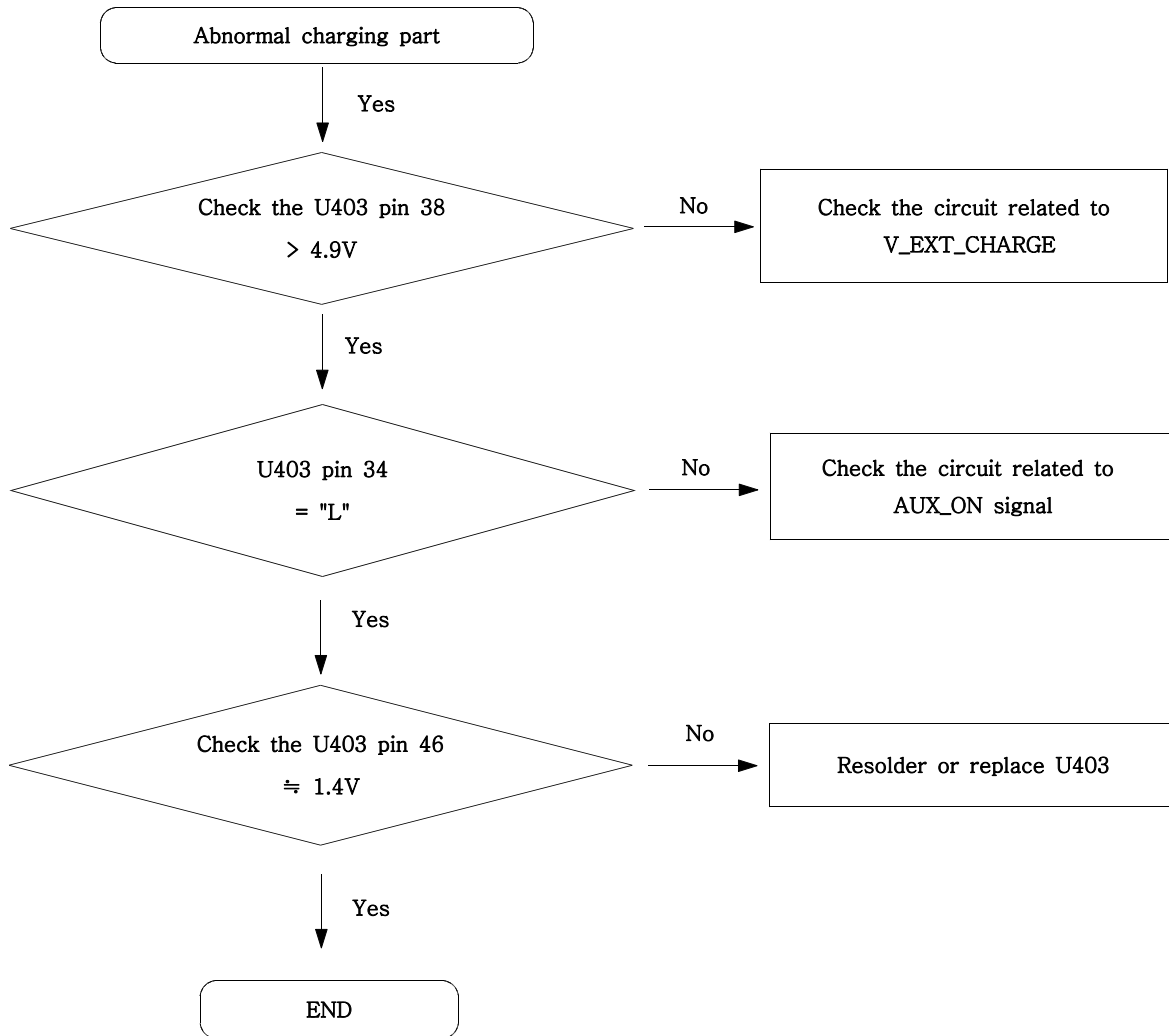 Abnormal charging part
Yes
Check the U403 pin 38
> 4.9V
No
Check the circuit related to
V_EXT_CHARGE
Yes
U403 pin 34
= "L"
No
Check the circuit related to
AUX_ON signal
Yes
Check the U403 pin 46
≒ 1.4V
No
Resolder or replace U403
Yes
END